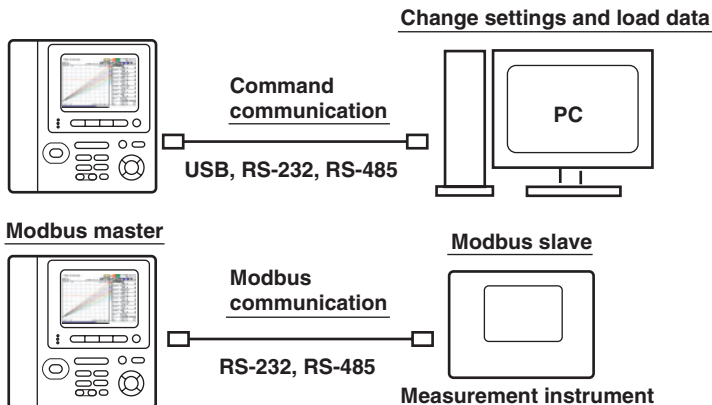 Change settings and load data
Command
communication
PC
USB, RS-232, RS-485
Modbus master
Modbus slave
Modbus
communication
RS-232, RS-485
Measurement instrument